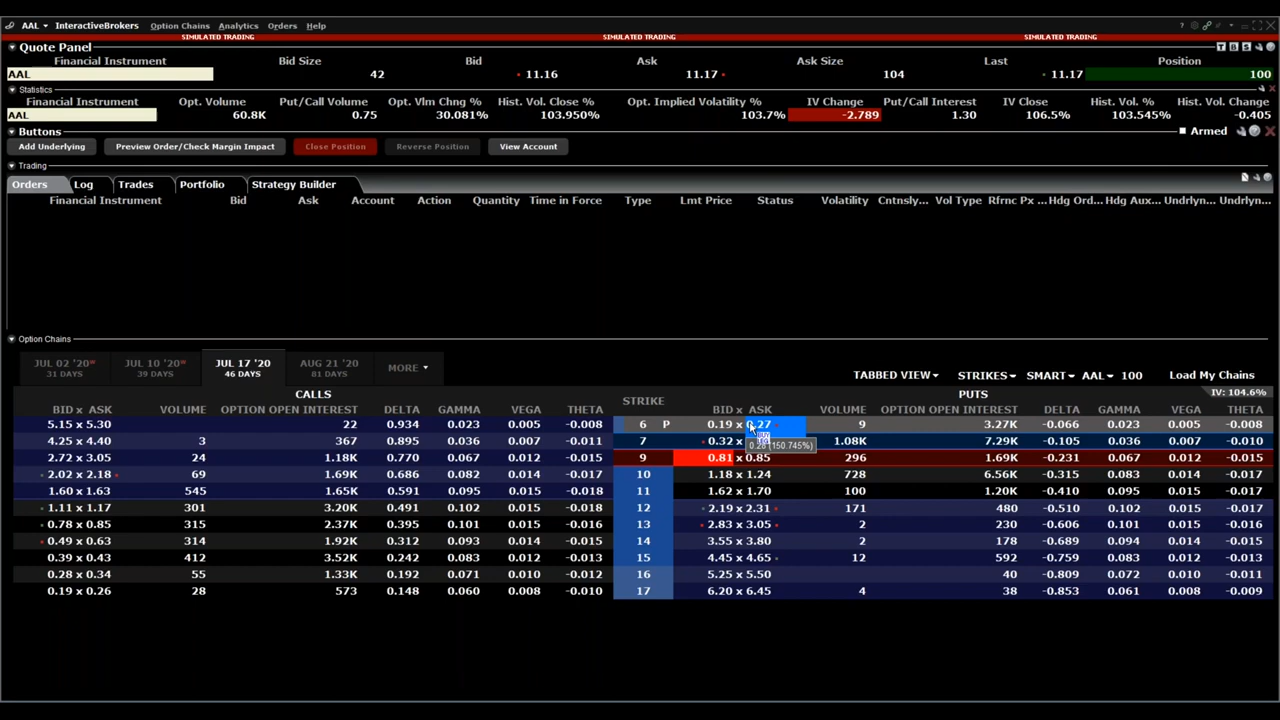 AAL InteractiveBrokers Option Chains Analytics Orders Help
SIMULATED TRADING SIMULATED TRADING SIMULATED TRADING
Quote Panel
Financial Instrument Bid Size Bid Ask Ask Size Last Position
AAL 42 11.16 11.17 104 11.17 100
Statistics
Financial Instrument Opt. Volume Put/Call Volume Opt. Vlm Chng % Hist. Vol. Close % Opt. Implied Volatility % IV Change Put/Call Interest IV Close Hist. Vol. % Hist. Vol. Change
AAL 60.8K 0.75 30.081% 103.950% 103.7% -2.789 1.30 106.5% 103.545% -0.405
Buttons Armed
Add Underlying Preview Order/Check Margin Impact Close Position Reverse Position View Account
Trading
Orders Log Trades Portfolio Strategy Builder
Financial Instrument Bid Ask Account Action Quantity Time in Force Type Lmt Price Status Volatility Cntnsly... Vol Type Rfrnc Px ... Hdg Ord... Hdg Aux... Undrlyn... Undrlyn...
Option Chains
JUL 02 '20 JUL 10 '20 JUL 17 '20 AUG 21 '20 MORE
31 DAYS 39 DAYS 46 DAYS 81 DAYS
TABBED VIEW STRIKES SMART AAL 100 Load My Chains
CALLS STRIKE PUTS IV: 104.6%
BID x ASK VOLUME OPTION OPEN INTEREST DELTA GAMMA VEGA THETA BID x ASK VOLUME OPTION OPEN INTEREST DELTA GAMMA VEGA THETA
5.15 x 5.30 22 0.934 0.023 0.005 -0.008 6 P 0.19 x 0.27 9 3.27K -0.066 0.023 0.005 -0.008
4.25 x 4.40 3 367 0.895 0.036 0.007 -0.011 7 0.32 x 1.08K 7.29K -0.105 0.036 0.007 -0.010
BUY
0.28 (150.745%)
2.72 x 3.05 24 1.18K 0.770 0.067 0.012 -0.015 9 0.81 x 0.85 296 1.69K -0.231 0.067 0.012 -0.015
2.02 x 2.18 69 1.69K 0.686 0.082 0.014 -0.017 10 1.18 x 1.24 728 6.56K -0.315 0.083 0.014 -0.017
1.60 x 1.63 545 1.65K 0.591 0.095 0.015 -0.018 11 1.62 x 1.70 100 1.20K -0.410 0.095 0.015 -0.017
1.11 x 1.17 301 3.20K 0.491 0.102 0.015 -0.018 12 2.19 x 2.31 171 480 -0.510 0.102 0.015 -0.017
0.78 x 0.85 315 2.37K 0.395 0.101 0.015 -0.016 13 2.83 x 3.05 2 230 -0.606 0.101 0.015 -0.016
0.49 x 0.63 314 1.92K 0.312 0.093 0.014 -0.015 14 3.55 x 3.80 2 178 -0.689 0.094 0.014 -0.015
0.39 x 0.43 412 3.52K 0.242 0.083 0.012 -0.013 15 4.45 x 4.65 12 592 -0.759 0.084 0.012 -0.013
0.28 x 0.34 55 1.33K 0.192 0.071 0.010 -0.012 16 5.25 x 5.50 40 -0.809 0.072 0.010 -0.011
0.19 x 0.26 28 573 0.148 0.060 0.008 -0.010 17 6.20 x 6.45 4 38 -0.853 0.061 0.008 -0.009